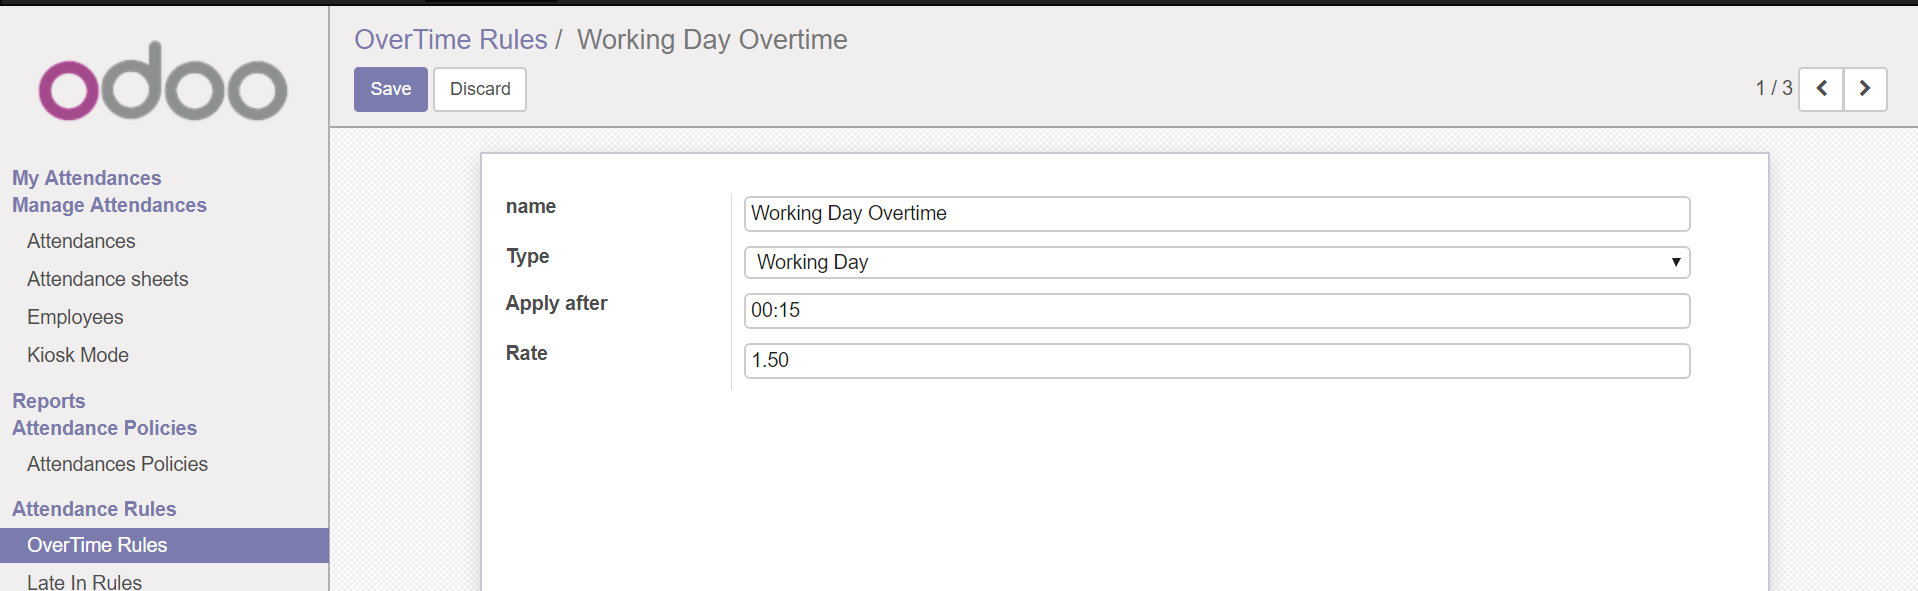 odoo
My Attendances
Manage Attendances
Attendances
Attendance sheets
Employees
Kiosk Mode
Reports
Attendance Policies
Attendances Policies
Attendance Rules
OverTime Rules
Late In Rules
OverTime Rules / Working Day Overtime
Save Discard
1 / 3
name Working Day Overtime
Type Working Day
Apply after 00:15
Rate 1.50